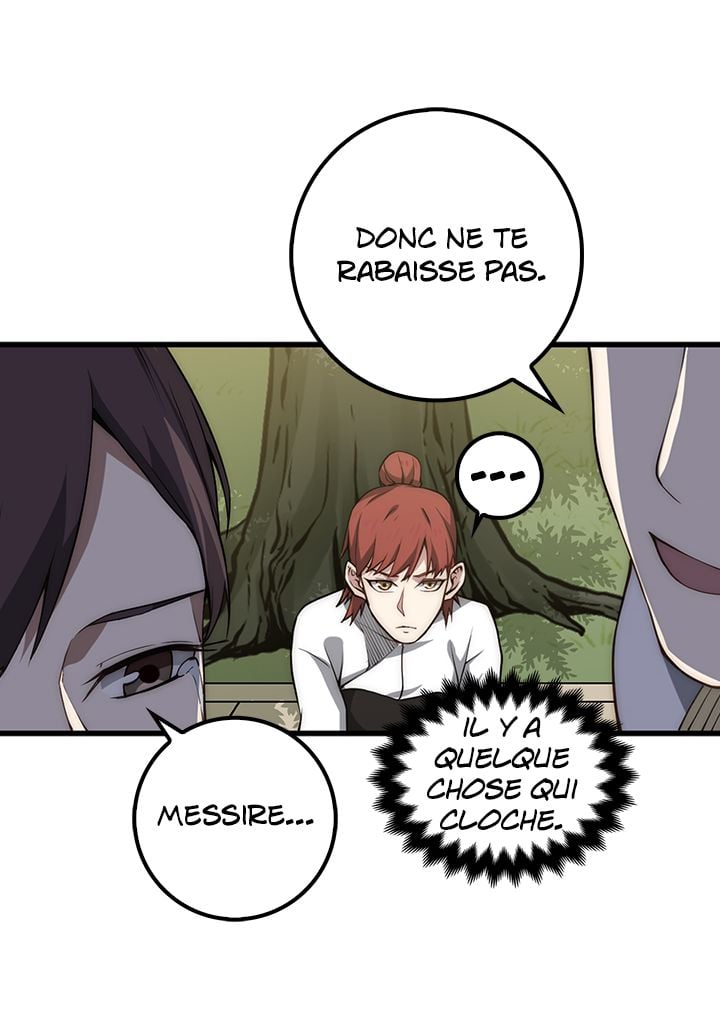 DONC NE TE
RABAISSE PAS.
---
MESSIRE...
IL Y A
QUELQUE
CHOSE QUI
CLOCHE.